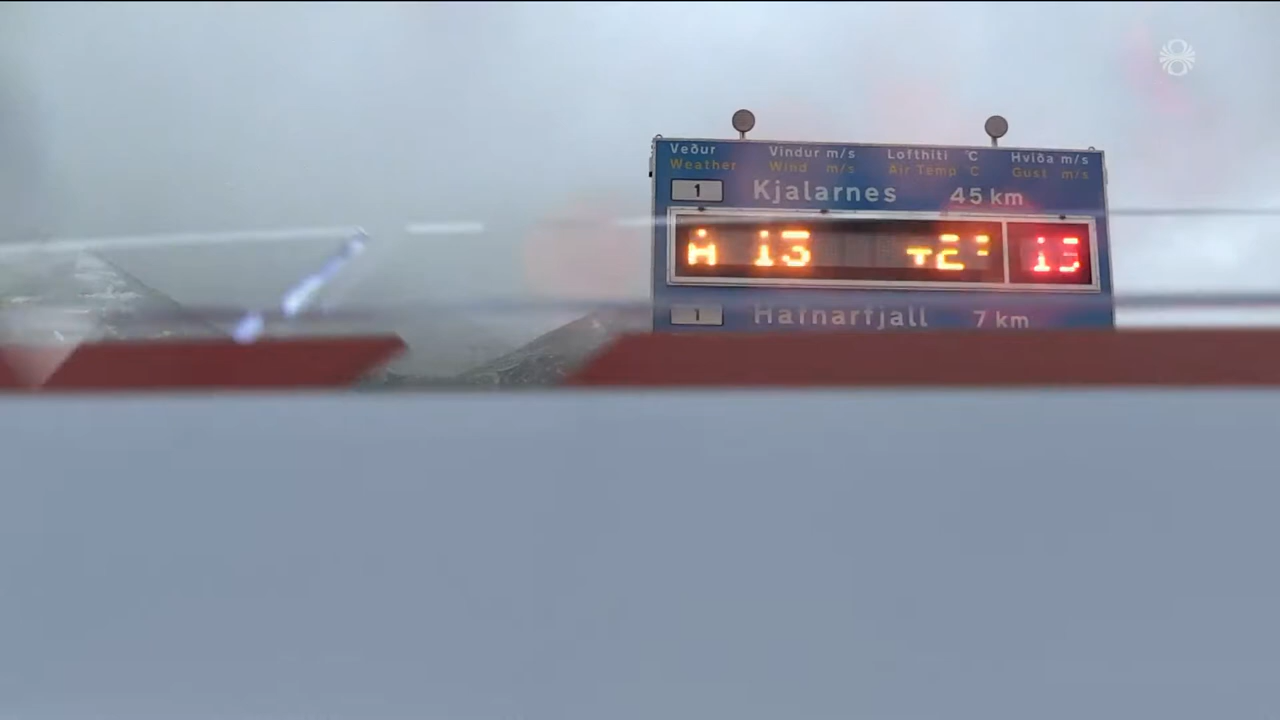 Veður Vindur m/s Lofthiti °C Hviða m/s
Weather Wind m/s Air Temp C Gust m/s
1 Kjalarnes 45 km
A 13 +2° 15
1 Hafnarfjall 7 km